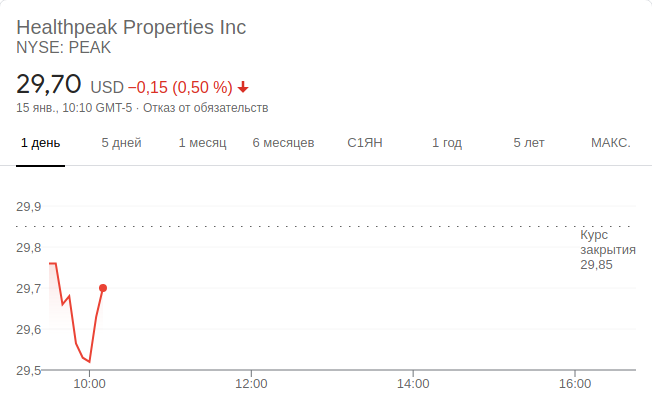 Healthpeak Properties Inc
NYSE: PEAK
29,70 USD −0,15 (0,50 %)
15 янв., 10:10 GMT-5 · Отказ от обязательств
1 день 5 дней 1 месяц 6 месяцев С1ЯН 1 год 5 лет МАКС.
29,9
Курс
закрытия
29,85
29,8
29,7
29,6
29,5
10:00 12:00 14:00 16:00